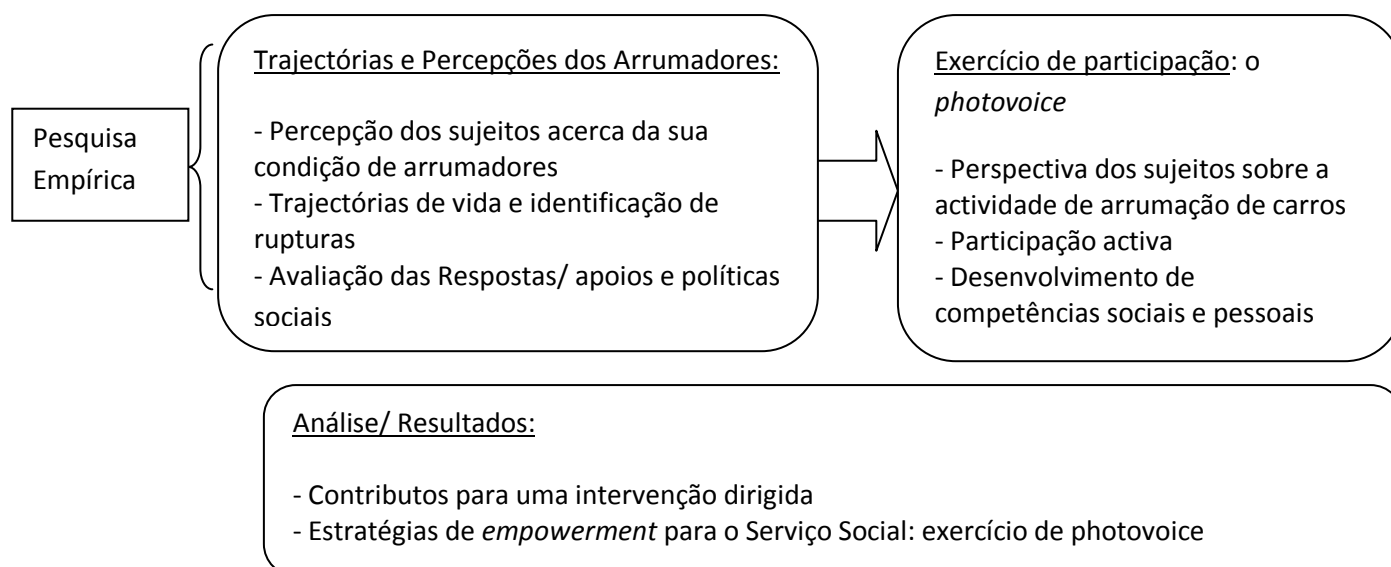 Pesquisa
Empírica
Trajectórias e Percepções dos Arrumadores:
- Percepção dos sujeitos acerca da sua
condição de arrumadores
- Trajectórias de vida e identificação de
rupturas
- Avaliação das Respostas/ apoios e políticas
sociais
Exercício de participação: o
photovoice
- Perspectiva dos sujeitos sobre a
actividade de arrumação de carros
- Participação activa
- Desenvolvimento de
competências sociais e pessoais
Análise/ Resultados:
- Contributos para uma intervenção dirigida
- Estratégias de empowerment para o Serviço Social: exercício de photovoice